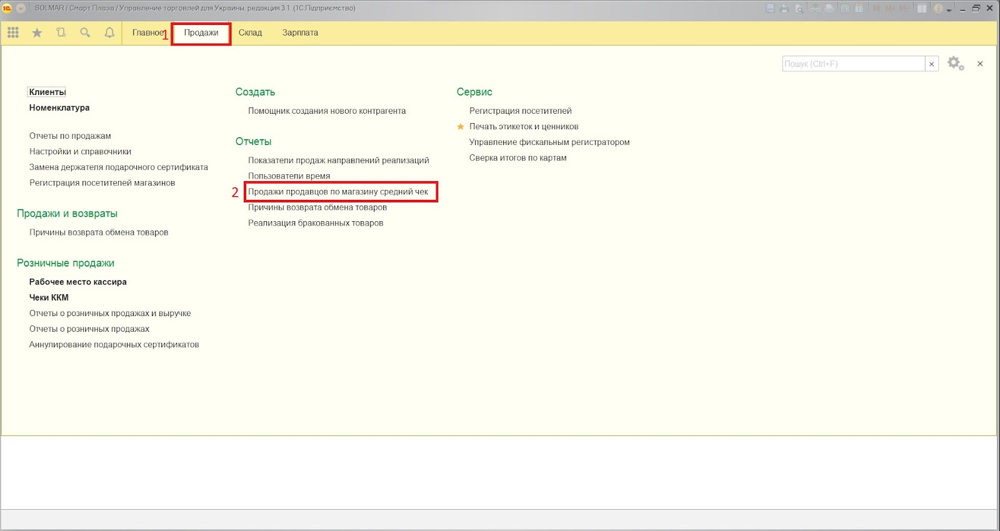 SOLMAR / Смарт Плаза / Управление торговлей для Украины, редакция 3.1 (1С:Підприємство)
M M+ M-
Главное 1 Продажи Склад Зарплата
Пошук (Ctrl+F)
Клиенты
Номенклатура
Отчеты по продажам
Настройки и справочники
Замена держателя подарочного сертификата
Регистрация посетителей магазинов
Продажи и возвраты
Причины возврата обмена товаров
Розничные продажи
Рабочее место кассира
Чеки ККМ
Отчеты о розничных продажах и выручке
Отчеты о розничных продажах
Аннулирование подарочных сертификатов
Создать
Помощник создания нового контрагента
Отчеты
Показатели продаж направлений реализаций
Пользователи время
2 Продажи продавцов по магазину средний чек
Причины возврата обмена товаров
Реализация бракованных товаров
Сервис
Регистрация посетителей
Печать этикеток и ценников
Управление фискальным регистратором
Сверка итогов по картам